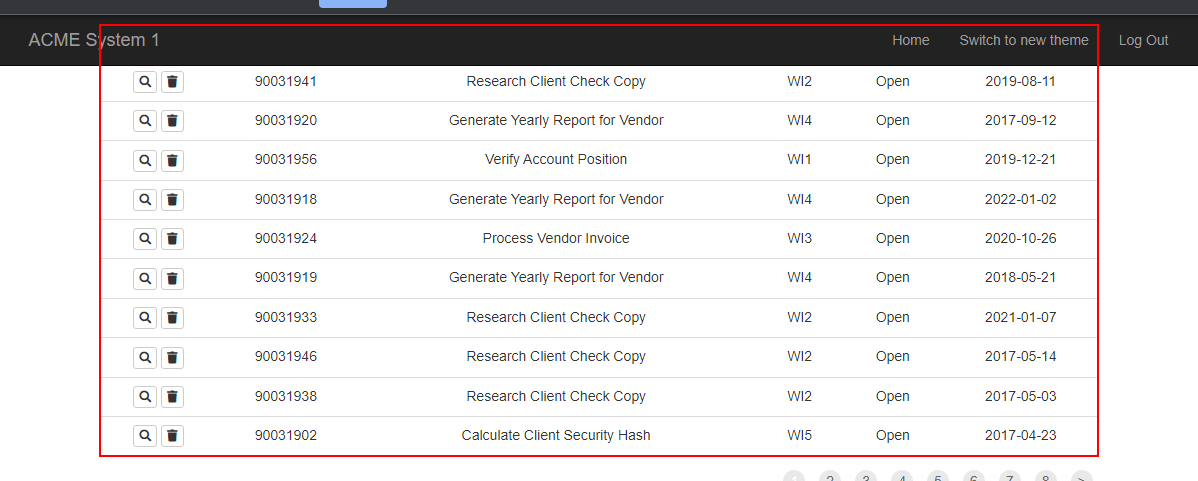 ACME System 1 Home Switch to new theme Log Out
90031941 Research Client Check Copy WI2 Open 2019-08-11
90031920 Generate Yearly Report for Vendor WI4 Open 2017-09-12
90031956 Verify Account Position WI1 Open 2019-12-21
90031918 Generate Yearly Report for Vendor WI4 Open 2022-01-02
90031924 Process Vendor Invoice WI3 Open 2020-10-26
90031919 Generate Yearly Report for Vendor WI4 Open 2018-05-21
90031933 Research Client Check Copy WI2 Open 2021-01-07
90031946 Research Client Check Copy WI2 Open 2017-05-14
90031938 Research Client Check Copy WI2 Open 2017-05-03
90031902 Calculate Client Security Hash WI5 Open 2017-04-23
1 2 3 4 5 6 7 8 >